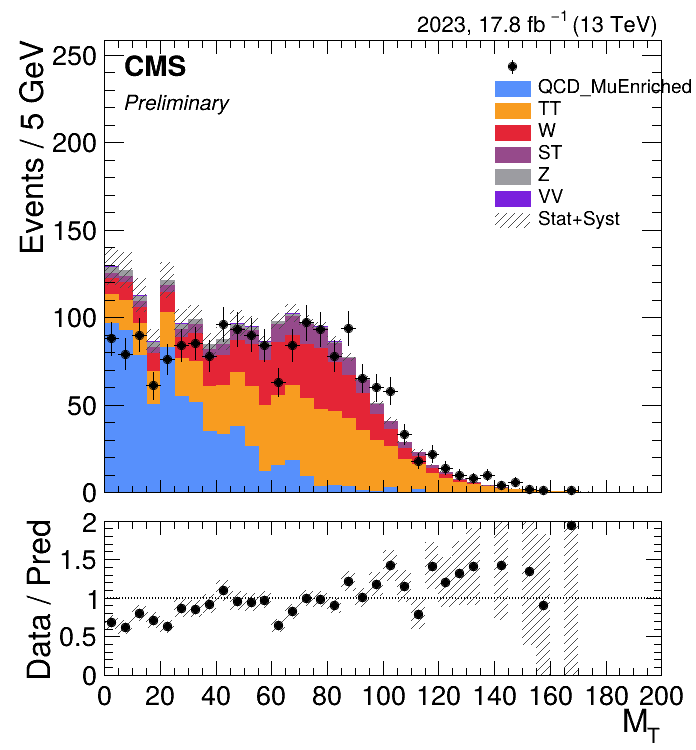 2023, 17.8 fb⁻¹ (13 TeV)
CMS
Preliminary
Events / 5 GeV
250
200
150
100
50
0
QCD_MuEnriched
TT
W
ST
Z
VV
Stat+Syst
Data / Pred
2
1.5
1
0.5
0
0 20 40 60 80 100 120 140 160 180 200
M_T